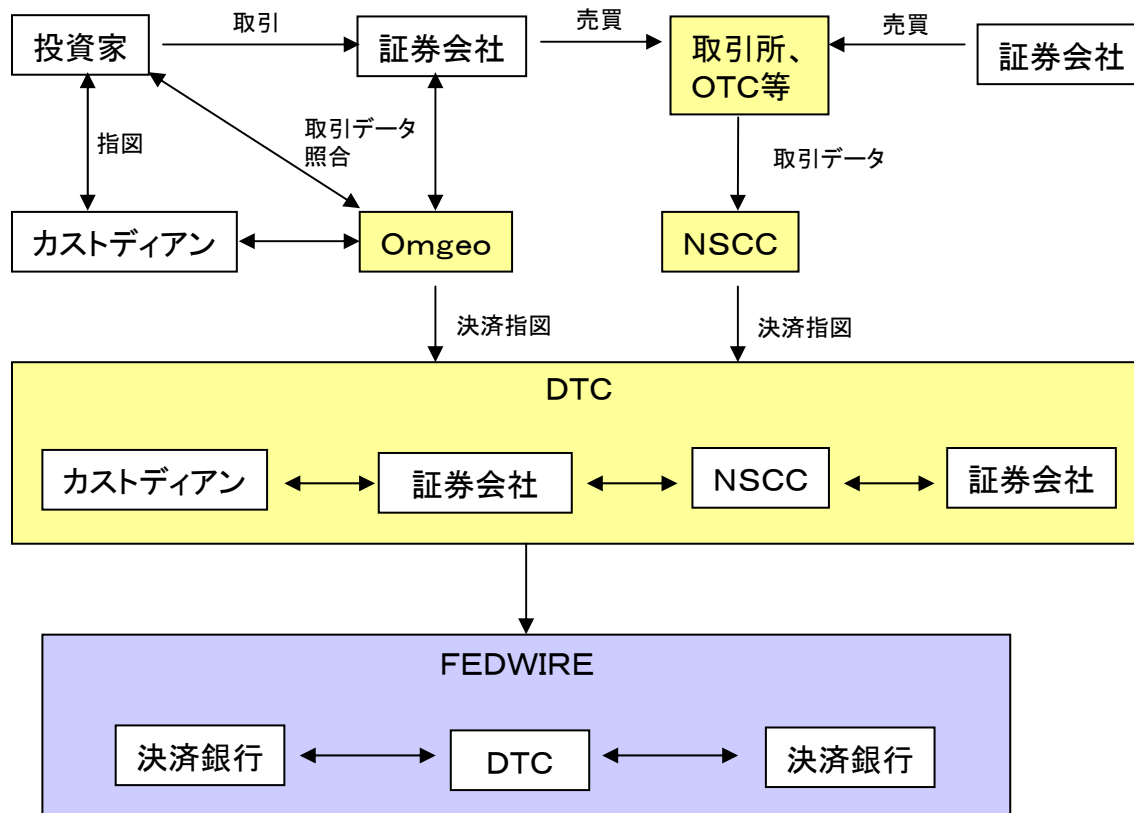 投資家
取引
証券会社
売買
取引所、
OTC等
売買
証券会社
指図
取引データ
照合
取引データ
カストディアン
Omgeo
NSCC
決済指図
決済指図
DTC
カストディアン
証券会社
NSCC
証券会社
FEDWIRE
決済銀行
DTC
決済銀行